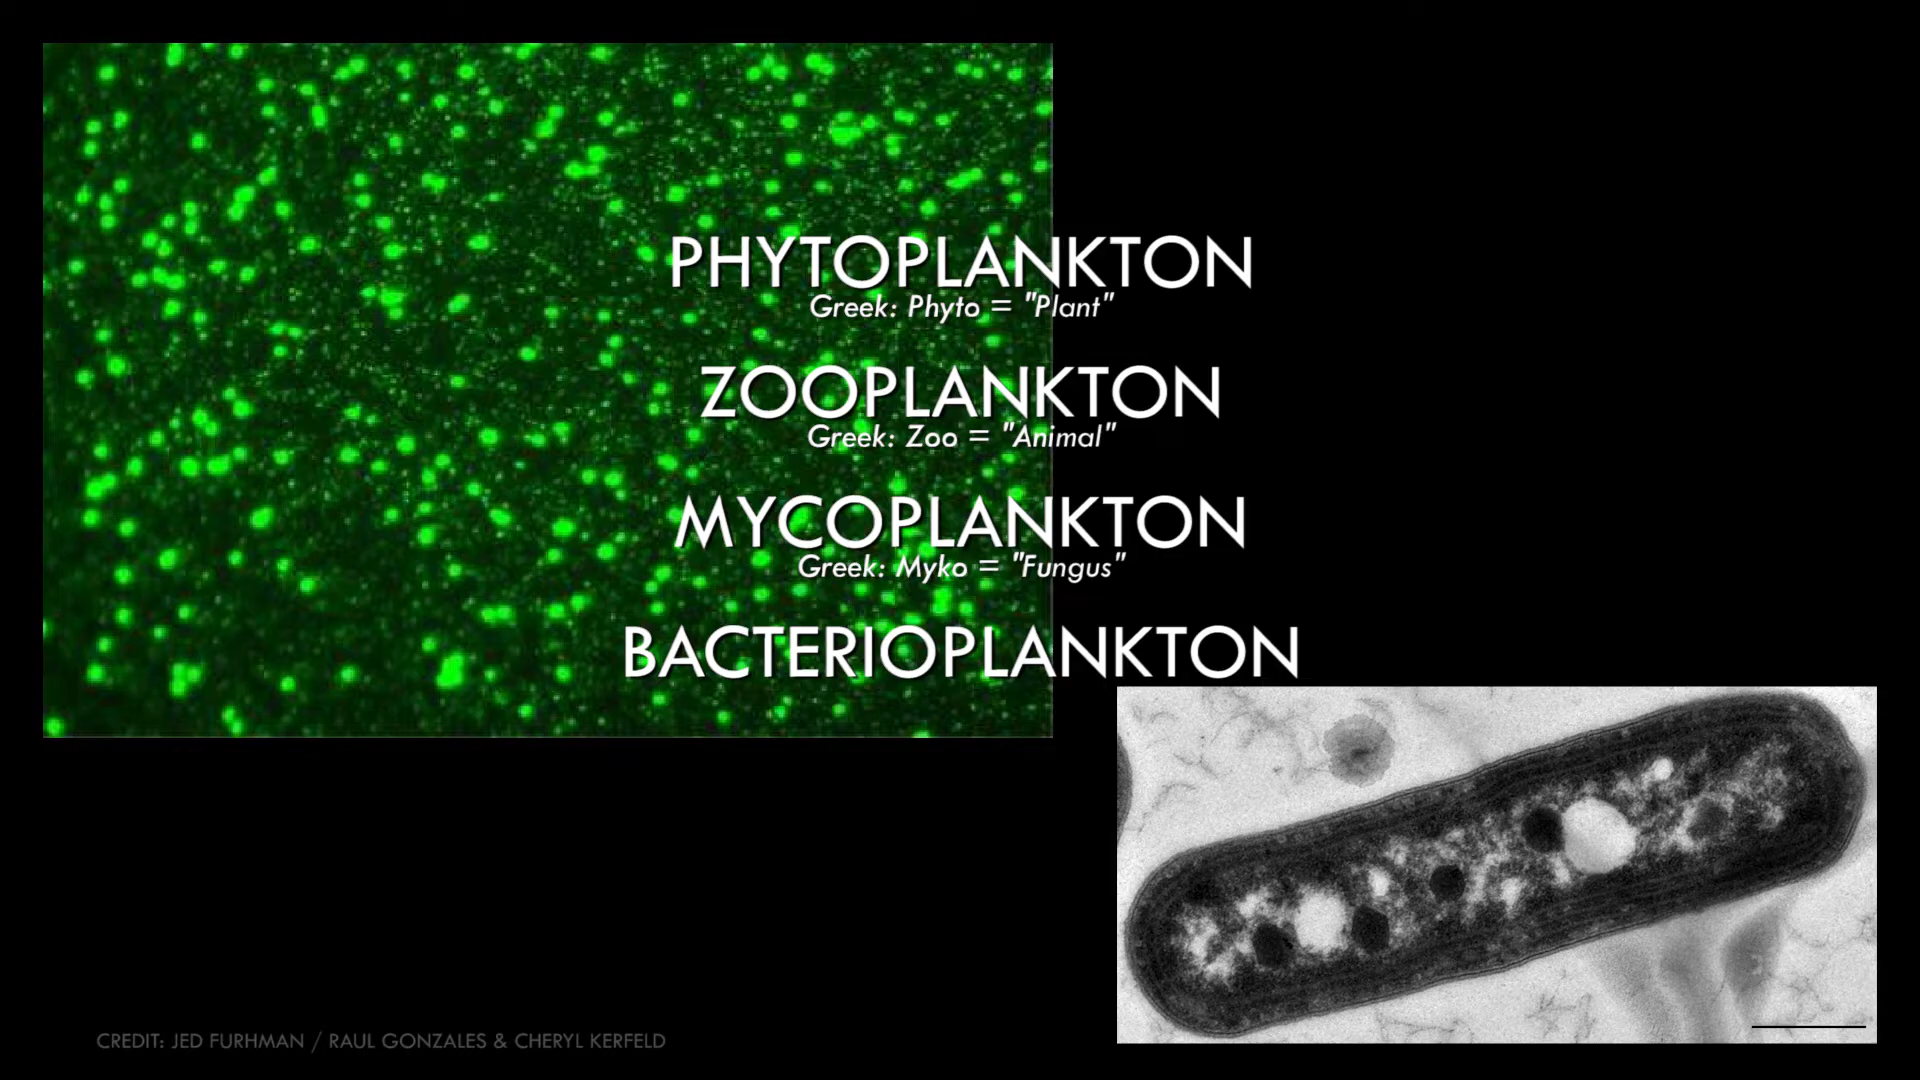 PHYTOPLANKTON
Greek: Phyto = "Plant"
ZOOPLANKTON
Greek: Zoo = "Animal"
MYCOPLANKTON
Greek: Myko = "Fungus"
BACTERIOPLANKTON
CREDIT: JED FURHMAN / RAUL GONZALES & CHERYL KERFELD